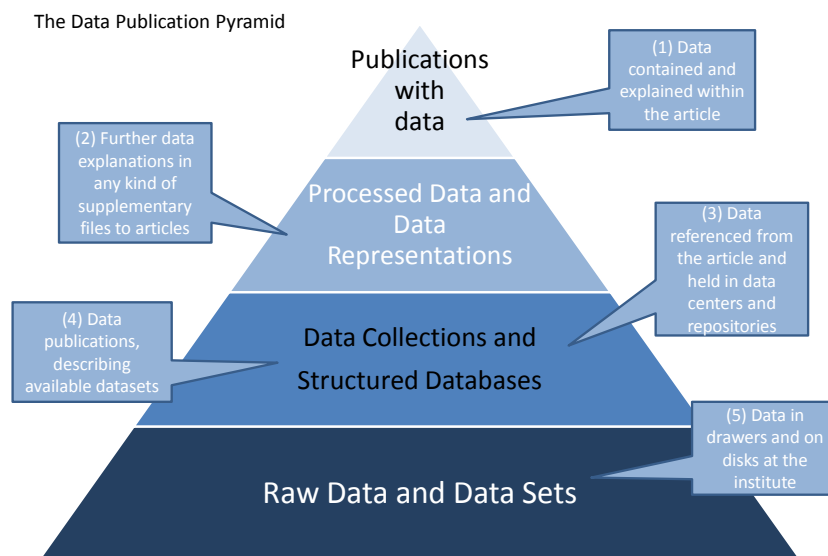 The Data Publication Pyramid
Publications
with
data
(1) Data
contained and
explained within
the article
(2) Further data
explanations in
any kind of
supplementary
files to articles
Processed Data and
Data
Representations
(3) Data
referenced from
the article and
held in data
centers and
repositories
(4) Data
publications,
describing
available datasets
Data Collections and
Structured Databases
(5) Data in
drawers and on
disks at the
institute
Raw Data and Data Sets